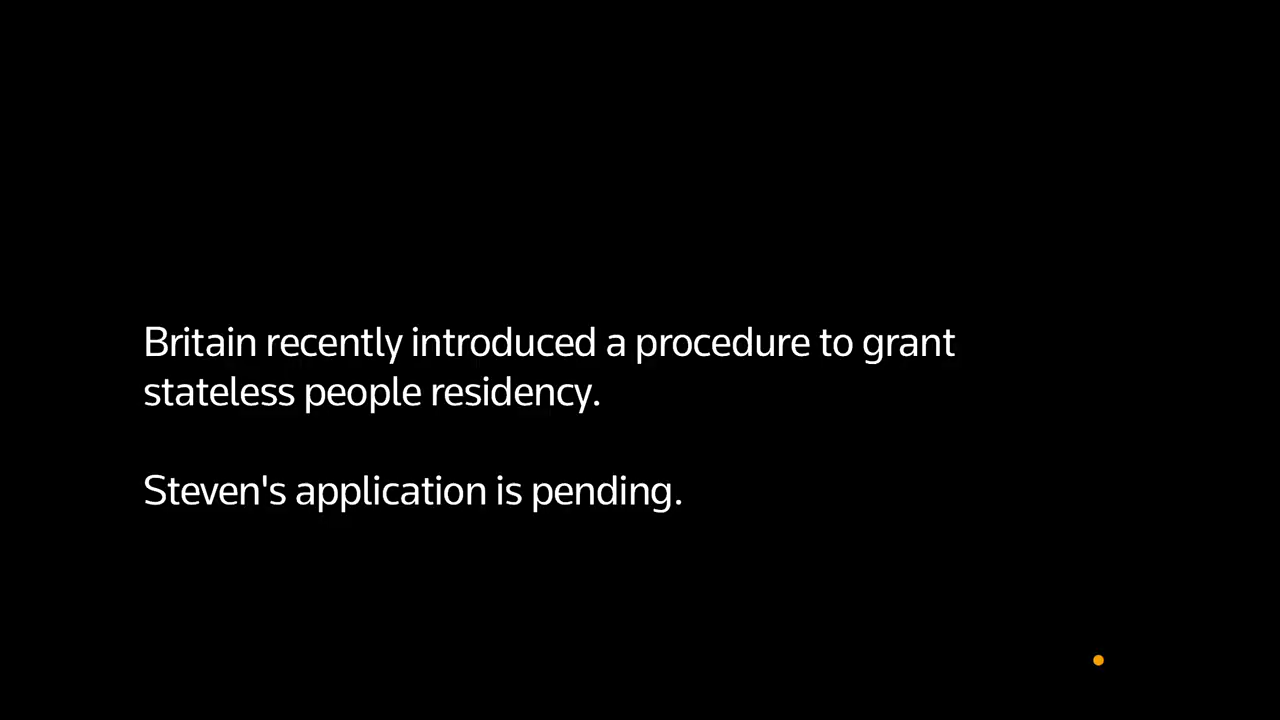 Britain recently introduced a procedure to grant
stateless people residency.
Steven's application is pending.